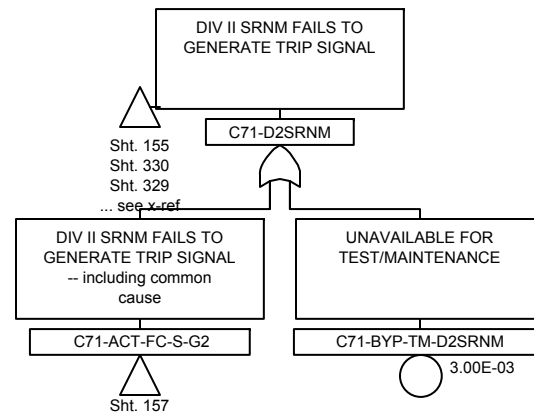 DIV II SRNM FAILS TO
GENERATE TRIP SIGNAL
C71-D2SRNM
Sht. 155
Sht. 330
Sht. 329
... see x-ref
DIV II SRNM FAILS TO
GENERATE TRIP SIGNAL
-- including common
cause
C71-ACT-FC-S-G2
Sht. 157
UNAVAILABLE FOR
TEST/MAINTENANCE
C71-BYP-TM-D2SRNM
3.00E-03